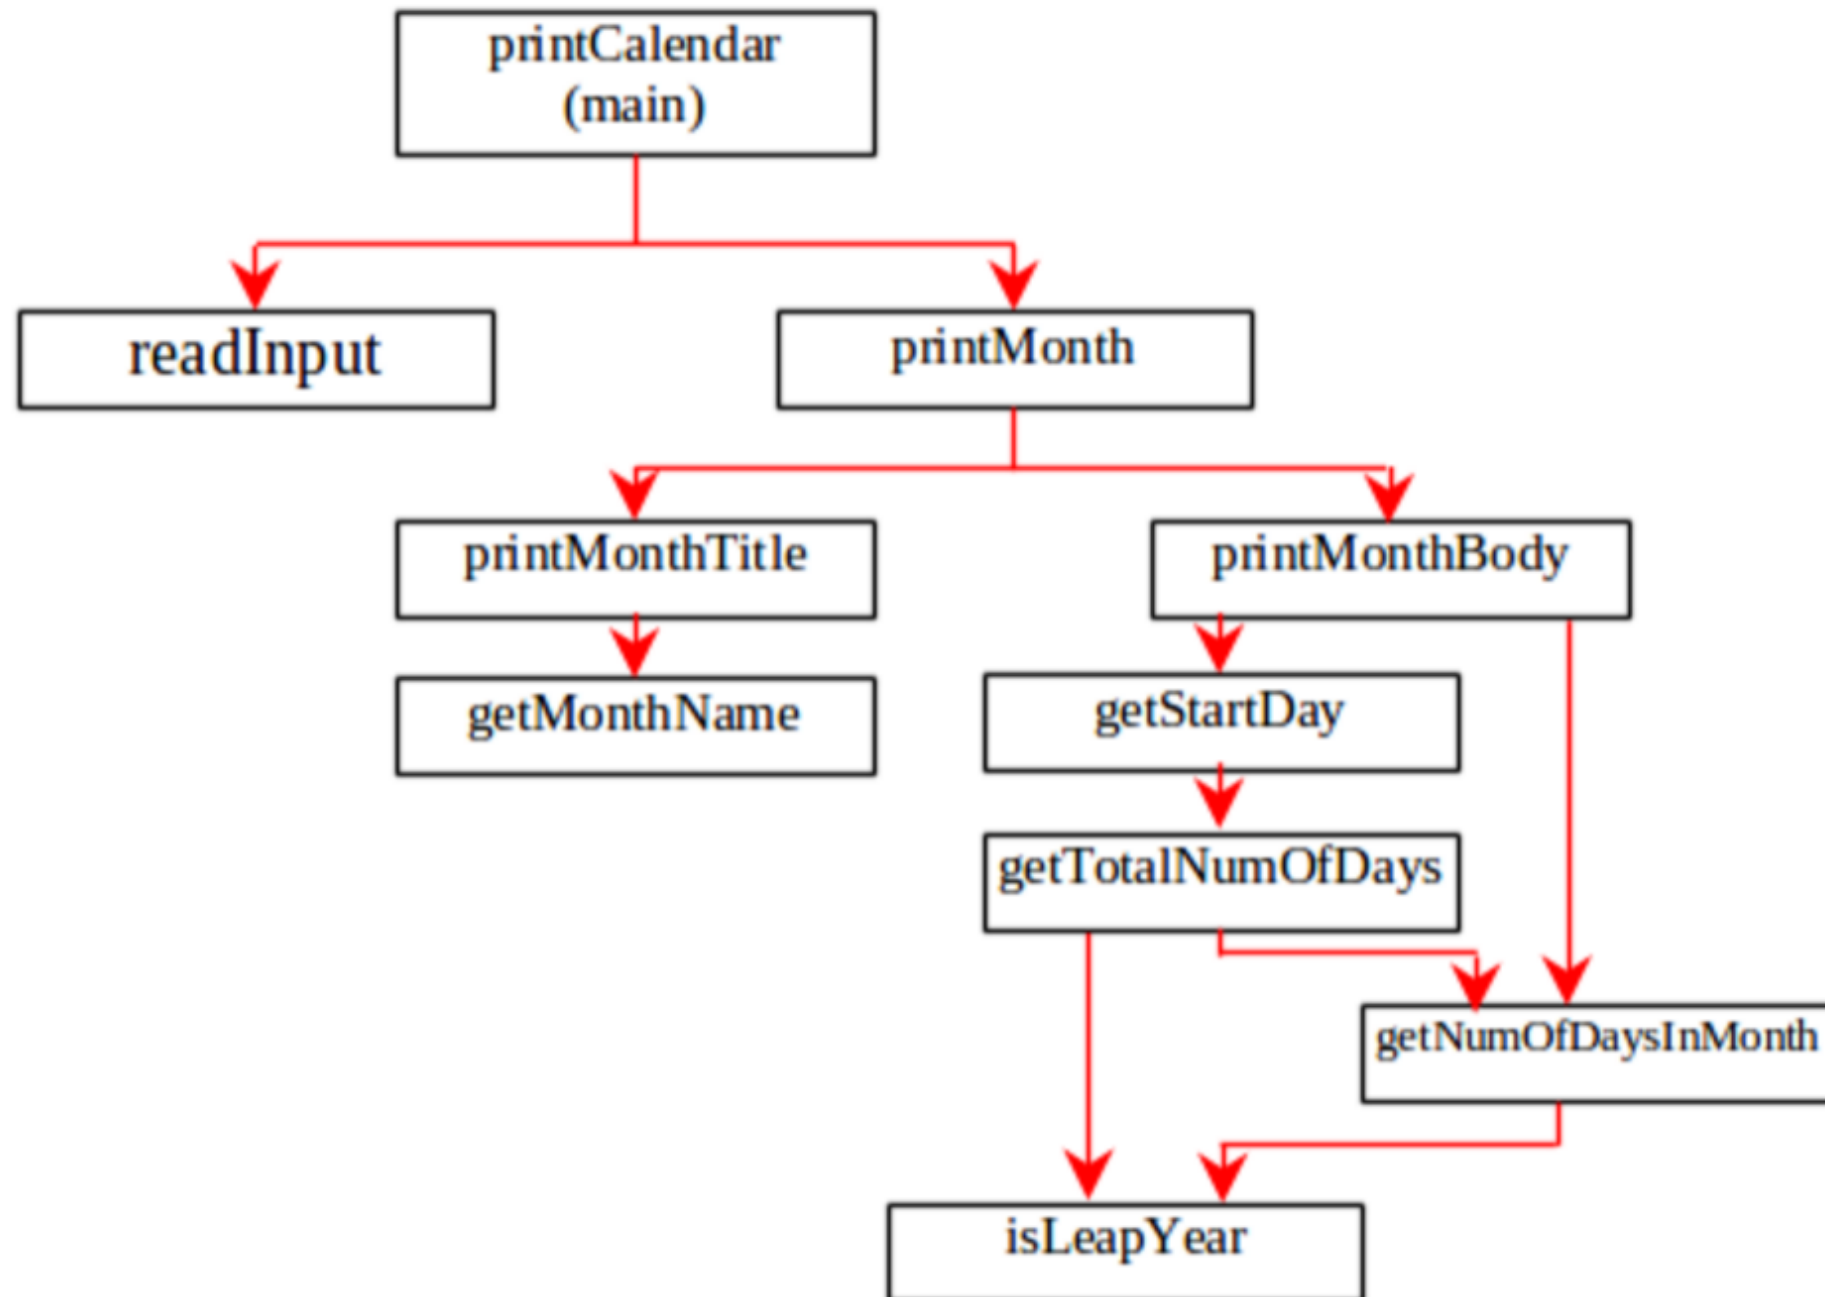 printCalendar
(main)
readInput
printMonth
printMonthTitle
printMonthBody
getMonthName
getStartDay
getTotalNumOfDays
getNumOfDaysInMonth
isLeapYear